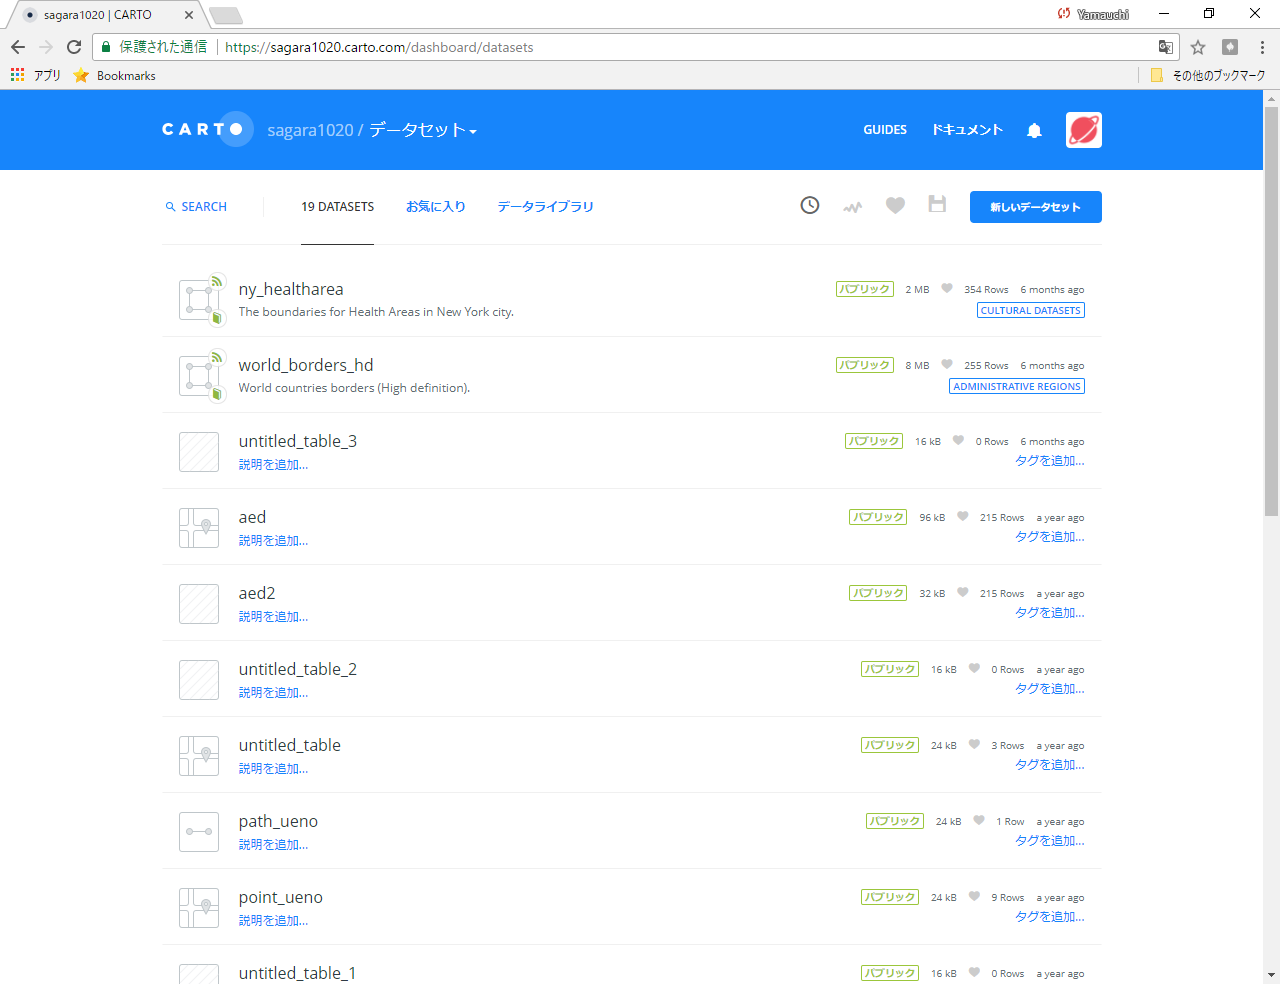 sagara1020 | CARTO
Yamauchi
保護された通信 https://sagara1020.carto.com/dashboard/datasets
アプリ Bookmarks その他のブックマーク
CARTO sagara1020 / データセット GUIDES ドキュメント
SEARCH 19 DATASETS お気に入り データライブラリ 新しいデータセット
ny_healtharea パブリック 2 MB 354 Rows 6 months ago
The boundaries for Health Areas in New York city. CULTURAL DATASETS
world_borders_hd パブリック 8 MB 255 Rows 6 months ago
World countries borders (High definition). ADMINISTRATIVE REGIONS
untitled_table_3 パブリック 16 kB 0 Rows 6 months ago
説明を追加... タグを追加...
aed パブリック 96 kB 215 Rows a year ago
説明を追加... タグを追加...
aed2 パブリック 32 kB 215 Rows a year ago
説明を追加... タグを追加...
untitled_table_2 パブリック 16 kB 0 Rows a year ago
説明を追加... タグを追加...
untitled_table パブリック 24 kB 3 Rows a year ago
説明を追加... タグを追加...
path_ueno パブリック 24 kB 1 Row a year ago
説明を追加... タグを追加...
point_ueno パブリック 24 kB 9 Rows a year ago
説明を追加... タグを追加...
untitled_table_1 パブリック 16 kB 0 Rows a year ago